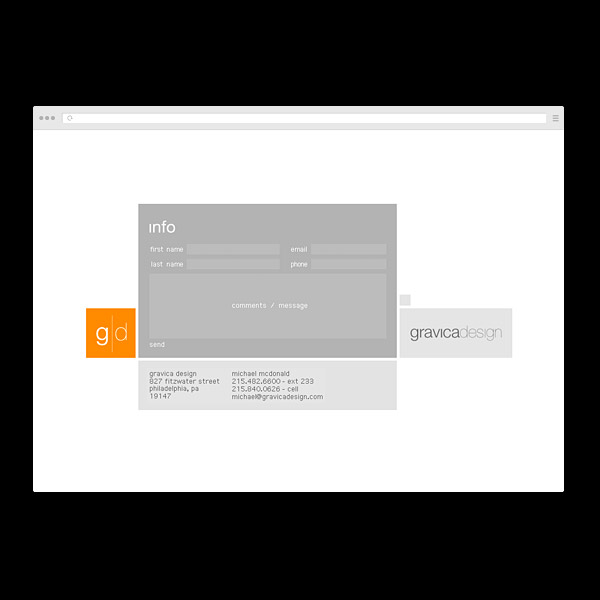 info
first name
email
last name
phone
comments / message
send
g|d
gravicadesign
gravica design
827 fitzwater street
philadelphia, pa
19147
michael mcdonald
215.482.6600 - ext 233
215.840.0626 - cell
michael@gravicadesign.com